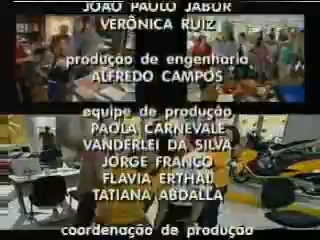 JOÃO PAULO JABUR
VERÔNICA RUIZ
produção de engenharia
ALFREDO CAMPOS
equipe de produção
PAOLA CARNEVALE
VANDERLEI DA SILVA
JORGE FRANCO
FLAVIA ERTHAL
TATIANA ABDALLA
coordenação de produção